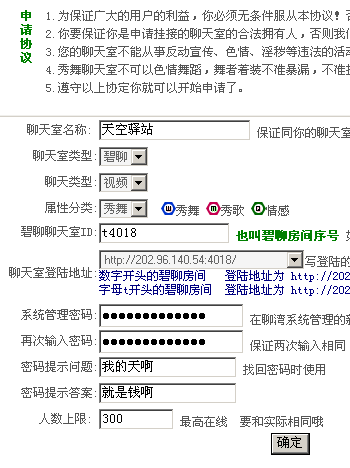 申请协议
1. 为保证广大的用户的利益，你必须无条件服从本协议！否
2. 你要保证你是申请挂接的聊天室的合法拥有人，否则我们
3. 您的聊天室不能从事反动宣传、色情、淫秽等违法的活动
4. 秀舞聊天室不可以色情舞蹈，舞者着装不准暴漏，不准挂
5. 遵守以上协定你就可以开始申请了。
聊天室名称: 天空驿站 保证同你的聊天室
聊天室类型: 碧聊
聊天类型: 视频
属性分类: 秀舞 秀舞 秀歌 情感
碧聊聊天室ID: t4018 也叫碧聊房间序号 如
聊天室登陆地址: http://202.96.140.54:4018/ 写登陆的
数字开头的碧聊房间 登陆地址为 http://202
字母t开头的碧聊房间 登陆地址为 http://202
系统管理密码: ●●●●●●●●●●●●● 在聊湾系统管理的新
再次输入密码: ●●●●●●●●●●●●● 保证两次输入相同
密码提示问题: 我的天啊 找回密码时使用
密码提示答案: 就是钱啊
人数上限: 300 最高在线 要和实际相同哦
确定